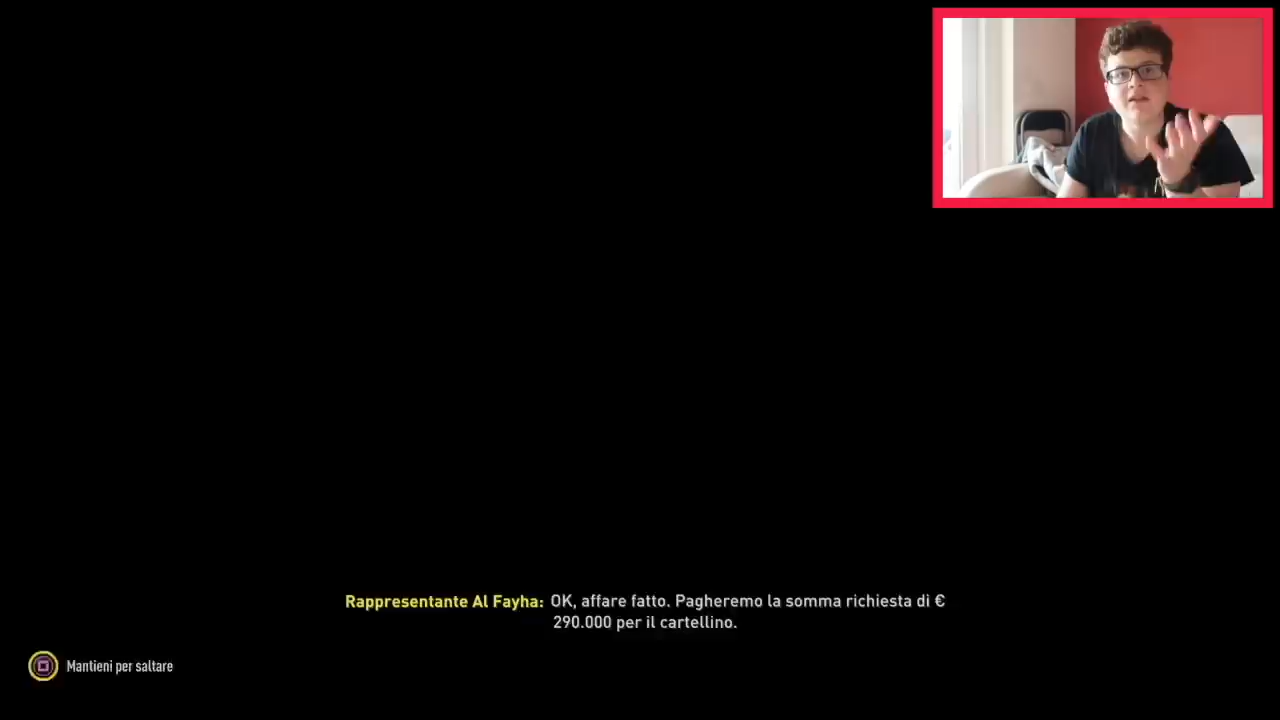 Rappresentante Al Fayha: OK, affare fatto. Pagheremo la somma richiesta di €
290.000 per il cartellino.
Mantieni per saltare